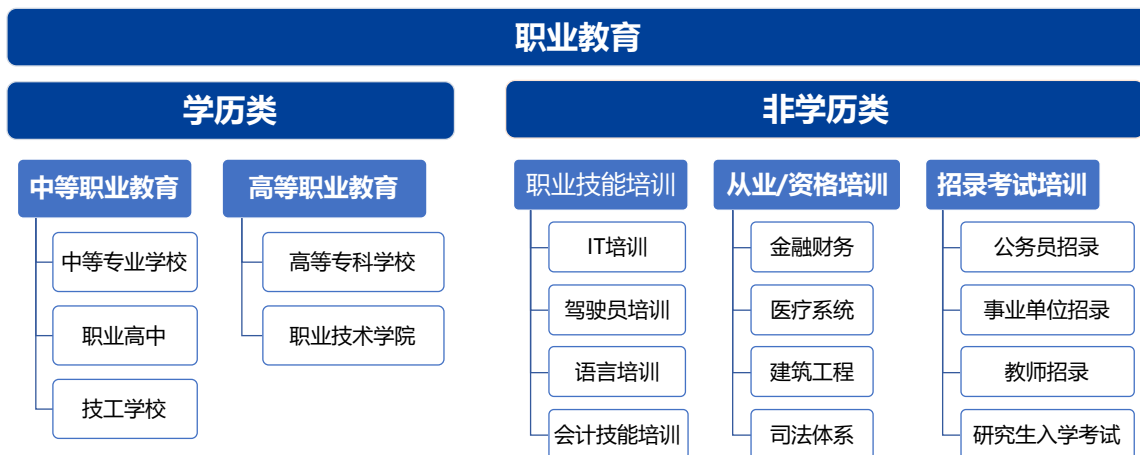 职业教育
学历类
非学历类
中等职业教育
高等职业教育
职业技能培训
从业/资格培训
招录考试培训
中等专业学校
职业高中
技工学校
高等专科学校
职业技术学院
IT培训
驾驶员培训
语言培训
会计技能培训
金融财务
医疗系统
建筑工程
司法体系
公务员招录
事业单位招录
教师招录
研究生入学考试